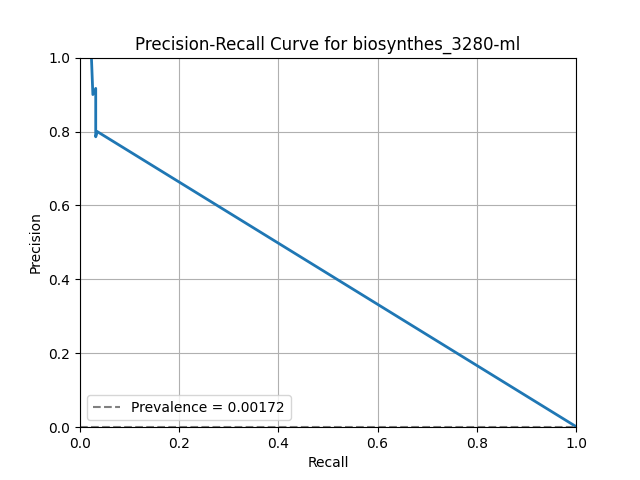 Precision-Recall Curve for biosynthes_3280-ml
1.0
0.8
0.6
0.4
0.2
0.0
Precision
Prevalence = 0.00172
0.0 0.2 0.4 0.6 0.8 1.0
Recall